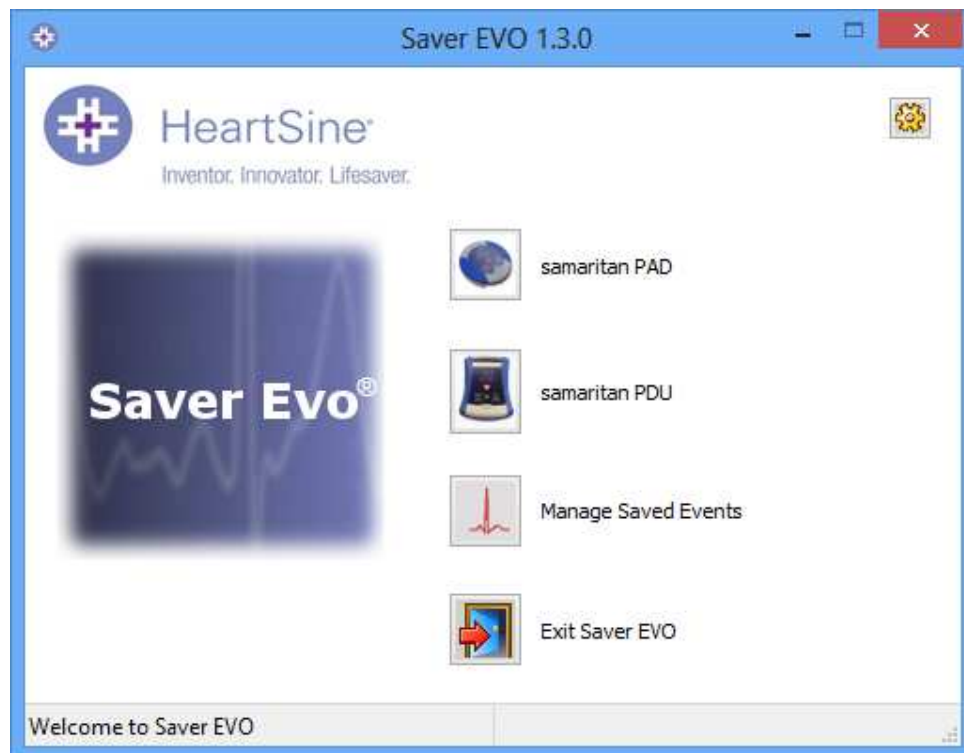 Saver EVO 1.3.0
HeartSine®
Inventor. Innovator. Lifesaver.
samaritan PAD
samaritan PDU
Saver Evo®
Manage Saved Events
Exit Saver EVO
Welcome to Saver EVO